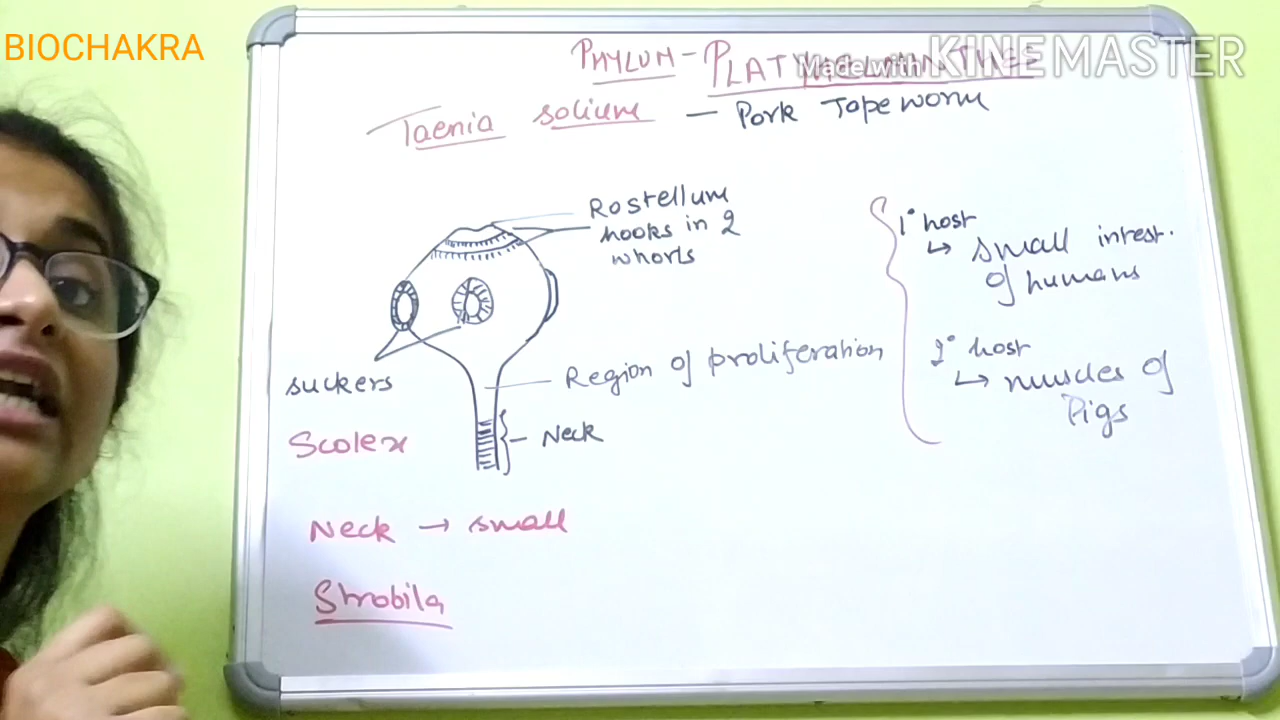 BIOCHAKRA
PHYLUM - PLATYHELMINTHES
Made with KINEMASTER
Taenia solium - Pork Tapeworm
Rostellum
hooks in 2
whorls
suckers
Region of proliferation
Scolex
Neck
Neck → small
Strobila
1° host
↳ small intest.
of humans
2° host
↳ muscles of
Pigs